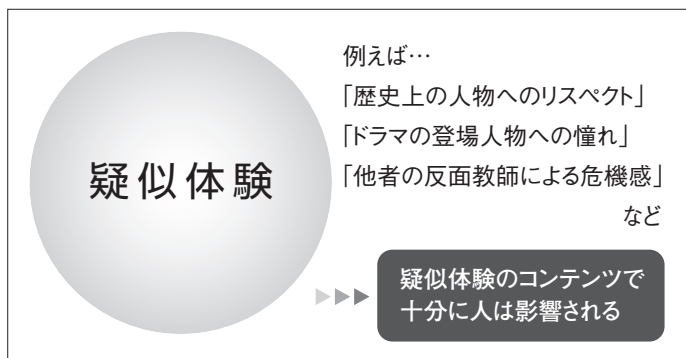 疑似体験
例えば…
「歴史上の人物へのリスペクト」
「ドラマの登場人物への憧れ」
「他者の反面教師による危機感」
など
疑似体験のコンテンツで
十分に人は影響される